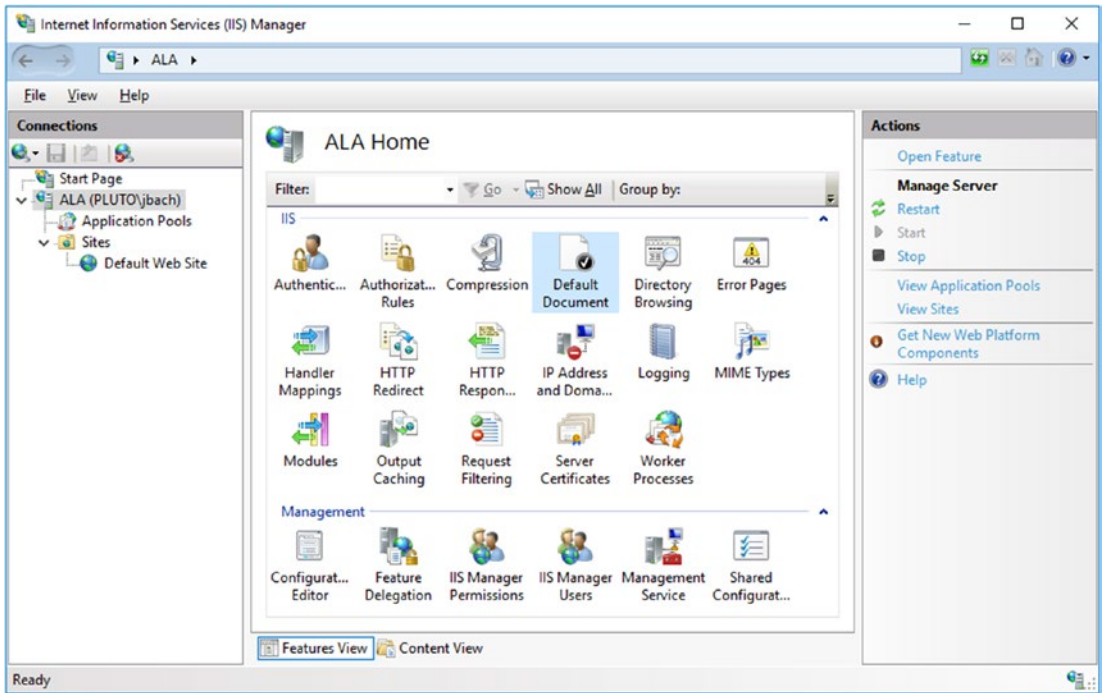 Internet Information Services (IIS) Manager
ALA
File View Help
Connections
Start Page
ALA (PLUTO\jbach)
Application Pools
Sites
Default Web Site
ALA Home
Filter: Go Show All Group by:
IIS
Authentic... Authorizat... Compression Default Directory Error Pages
Rules Document Browsing
Handler HTTP HTTP IP Address Logging MIME Types
Mappings Redirect Respon... and Doma...
Modules Output Request Server Worker
Caching Filtering Certificates Processes
Management
Configurat... Feature IIS Manager IIS Manager Management Shared
Editor Delegation Permissions Users Service Configurat...
Features View Content View
Actions
Open Feature
Manage Server
Restart
Start
Stop
View Application Pools
View Sites
Get New Web Platform
Components
Help
Ready